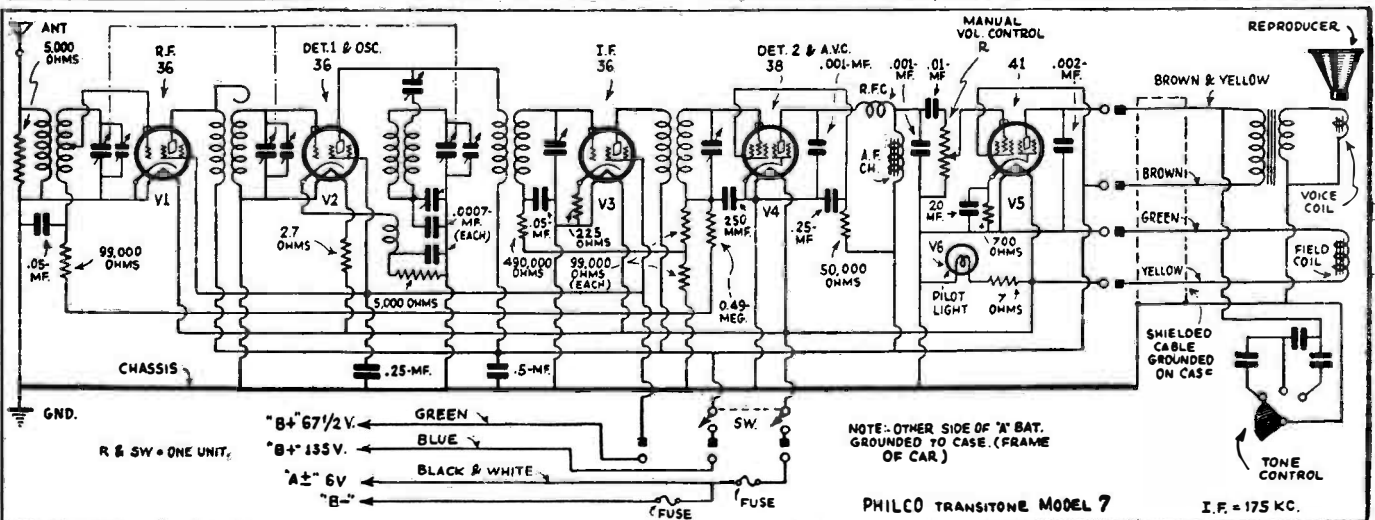 ANT
5,000
OHMS
R.F.
36
DET.1 & OSC.
36
I.F.
36
DET. 2 & A.V.C.
38
.001-MF.
R.F.C.
.001-
MF.
.01-
MF
MANUAL
VOL. CONTROL
R
41
.002-
MF.
REPRODUCER
BROWN & YELLOW
BROWN
GREEN
YELLOW
VOICE
COIL
FIELD
COIL
V1
V2
V3
V4
V5
V6
.05-
MF.
99,000
OHMS
2.7
OHMS
.0007-
MF.
(EACH)
5,000 OHMS
490,000
OHMS
.05-
MF.
225
OHMS
99,000
OHMS
(EACH)
250
MMF.
0.49-
MEG.
.25-
MF.
50,000
OHMS
A.F.
CH.
20
MF.
700
OHMS
PILOT
LIGHT
7
OHMS
SHIELDED
CABLE
GROUNDED
ON CASE
CHASSIS
.25-MF.
.5-MF.
GND.
R & SW = ONE UNIT.
"B+" 67 1/2 V.
GREEN
"B+" 135 V.
BLUE
"A±" 6V
BLACK & WHITE
"B-"
FUSE
FUSE
SW.
NOTE:- OTHER SIDE OF "A" BAT.
GROUNDED TO CASE. (FRAME
OF CAR)
TONE
CONTROL
PHILCO TRANSITONE MODEL 7
I.F. = 175 KC.